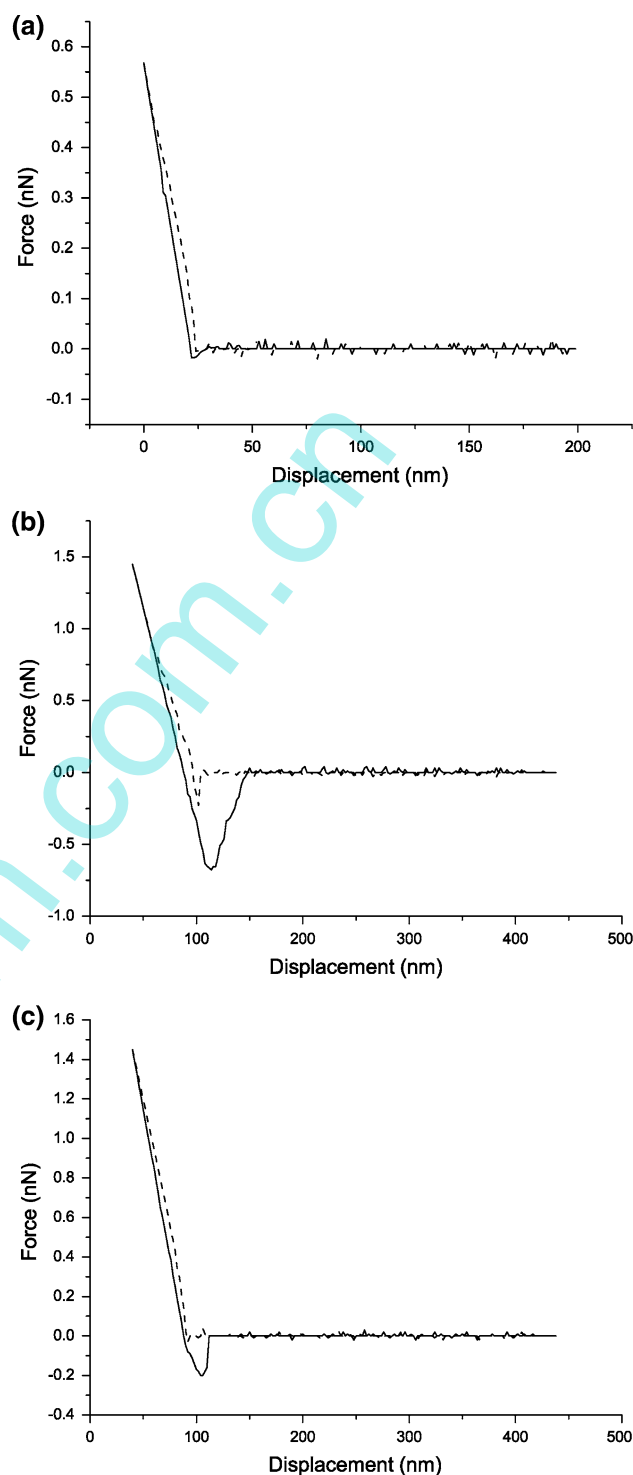 (a)
0.6
0.5
0.4
0.3
0.2
0.1
0.0
-0.1
Force (nN)
0 50 100 150 200
Displacement (nm)
(b)
1.5
1.0
0.5
0.0
-0.5
-1.0
Force (nN)
0 100 200 300 400 500
Displacement (nm)
(c)
1.6
1.4
1.2
1.0
0.8
0.6
0.4
0.2
0.0
-0.2
-0.4
Force (nN)
0 100 200 300 400 500
Displacement (nm)
m.com.cn